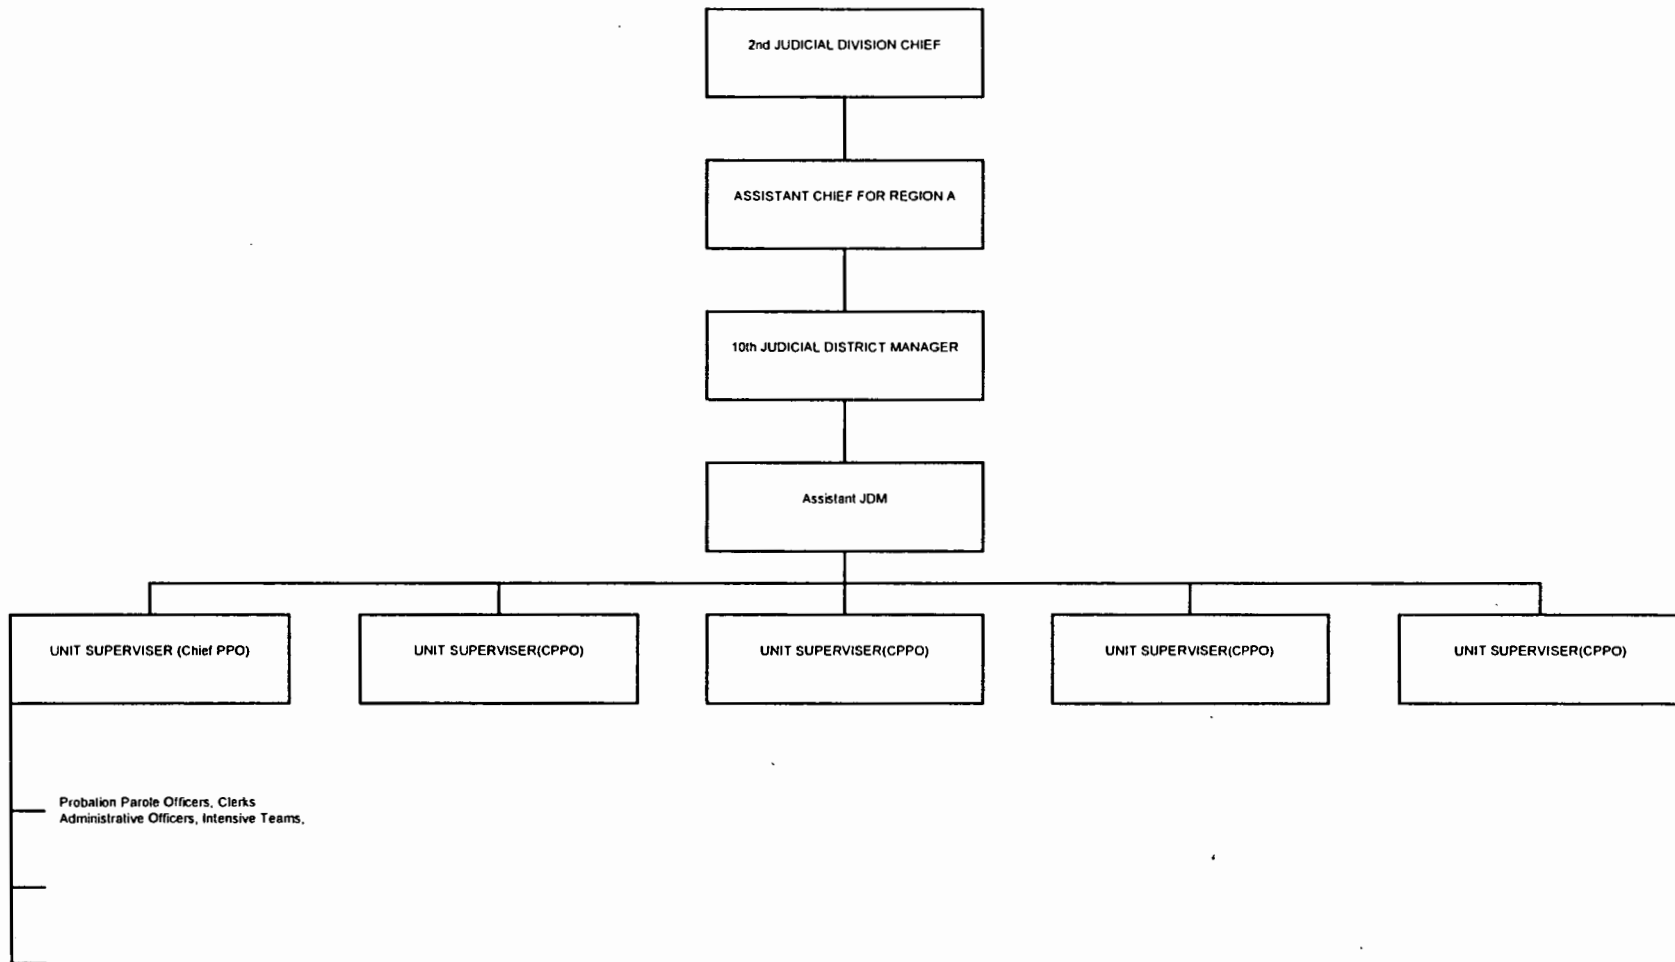 2nd JUDICIAL DIVISION CHIEF
ASSISTANT CHIEF FOR REGION A
10th JUDICIAL DISTRICT MANAGER
Assistant JDM
UNIT SUPERVISER (Chief PPO)
UNIT SUPERVISER(CPPO)
UNIT SUPERVISER(CPPO)
UNIT SUPERVISER(CPPO)
UNIT SUPERVISER(CPPO)
Probation Parole Officers, Clerks
Administrative Officers, Intensive Teams,